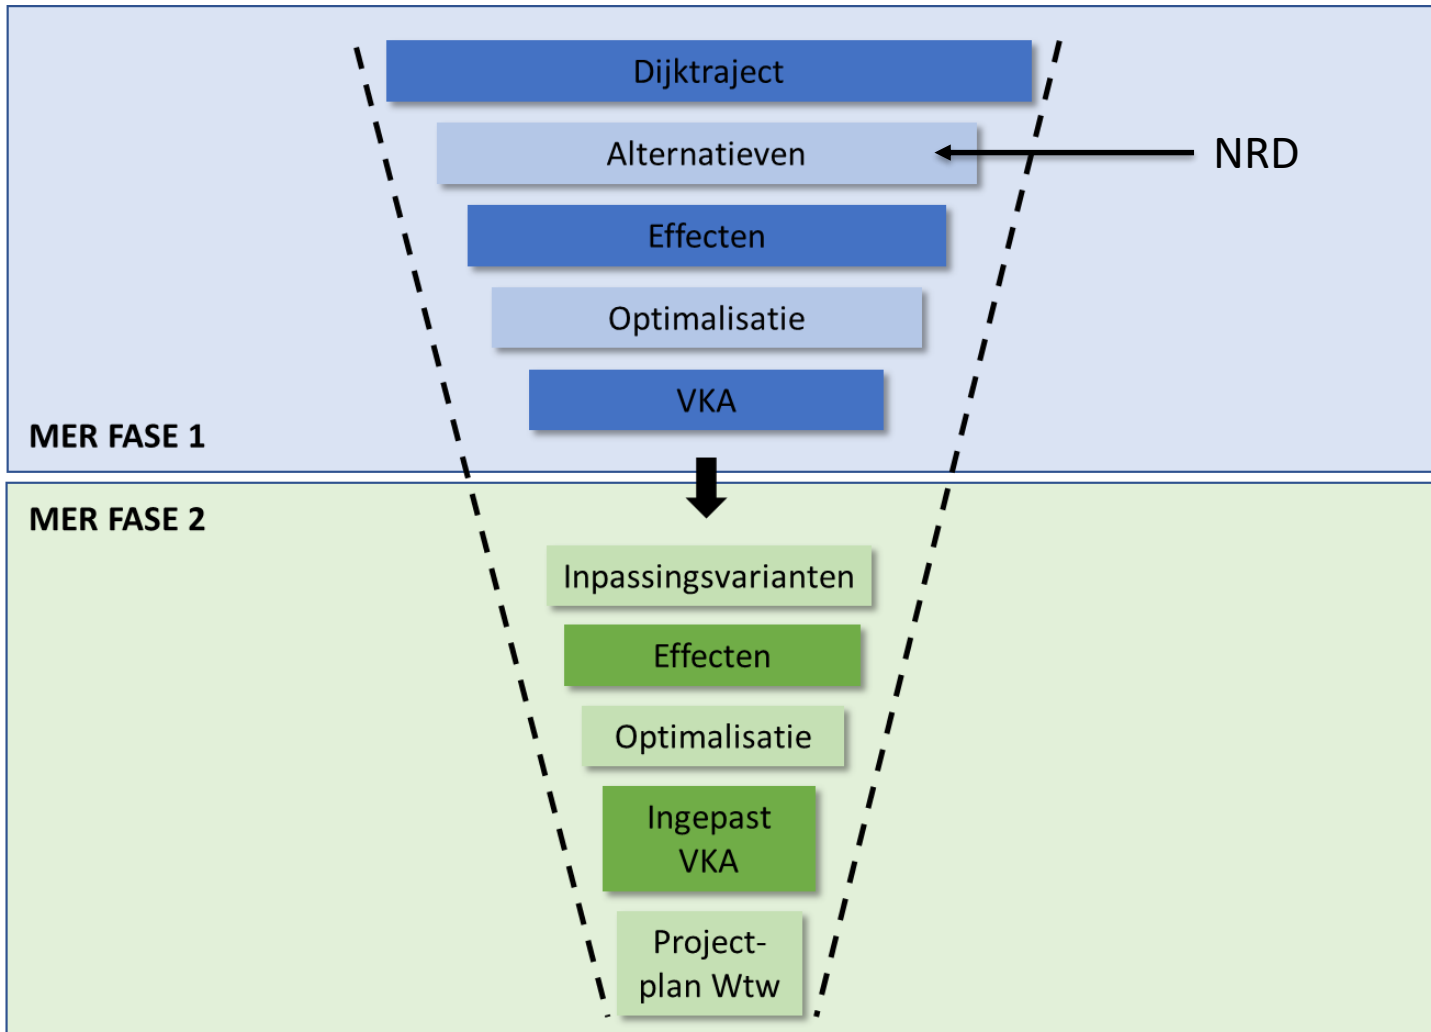 Dijktraject
Alternatieven
NRD
Effecten
Optimalisatie
VKA
MER FASE 1
MER FASE 2
Inpassingsvarianten
Effecten
Optimalisatie
Ingepast
VKA
Project-
plan Wtw